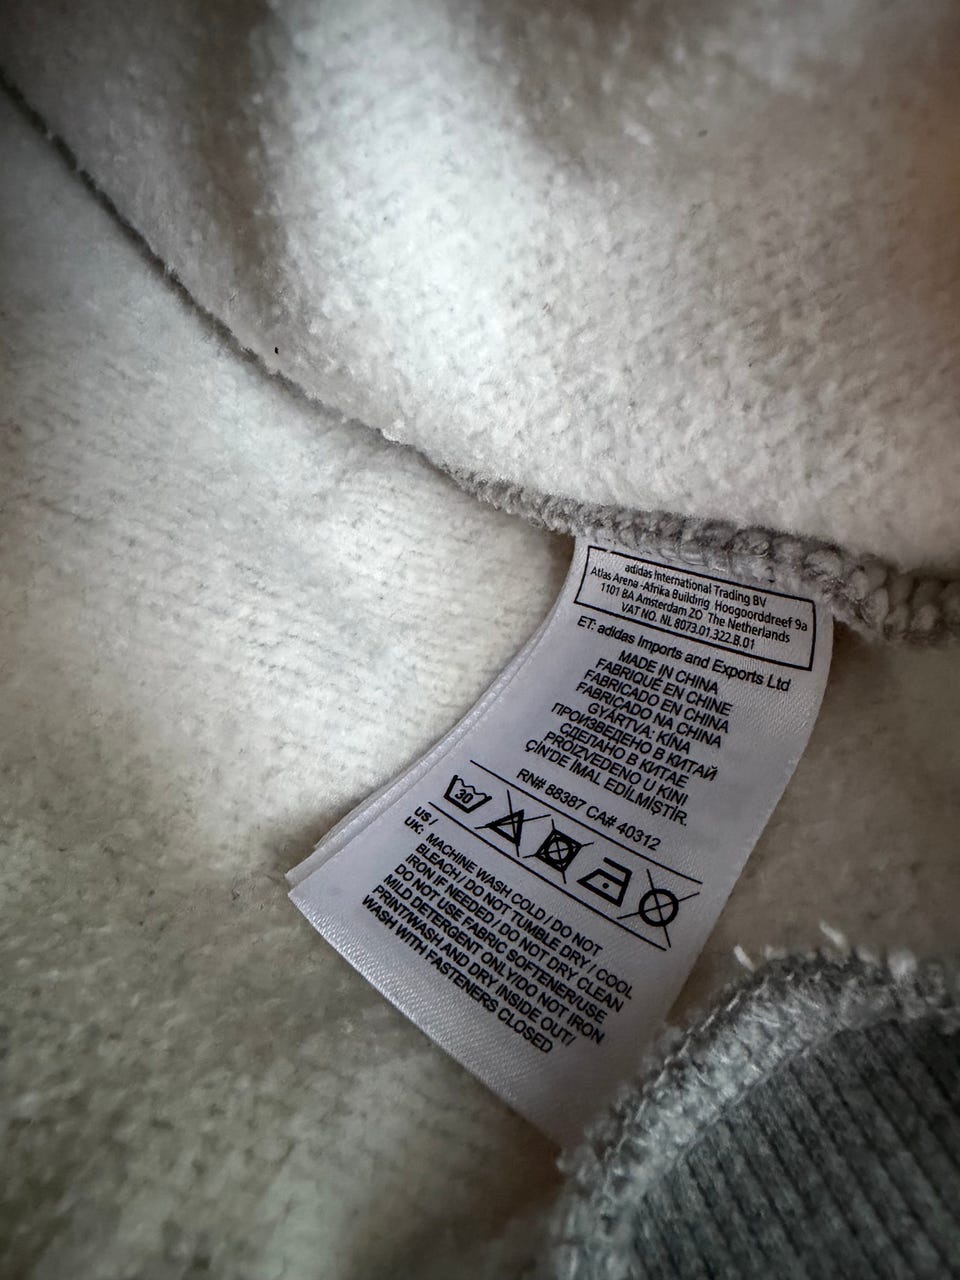 adidas International Trading BV
Atlas Arena -Afrika Building Hoogoorddreef 9a
1101 BA Amsterdam ZO The Netherlands
VAT NO. NL 8073.01.322.B.01
ET: adidas Imports and Exports Ltd
MADE IN CHINA
FABRIQUÉ EN CHINE
FABRICADO EN CHINA
FABRICADO NA CHINA
GYÁRTVA: KÍNA
ПРОИЗВЕДЕНО В КИТАЙ
СДЕЛАНО В КИТАЕ
PROIZVEDENO U KINI
ÇİN'DE İMAL EDİLMİŞTİR.
RN# 88387 CA# 40312
30
US /
UK: MACHINE WASH COLD / DO NOT
BLEACH / DO NOT TUMBLE DRY / COOL
IRON IF NEEDED / DO NOT DRY CLEAN
DO NOT USE FABRIC SOFTENER/USE
MILD DETERGENT ONLY/DO NOT IRON
PRINT/WASH AND DRY INSIDE OUT/
WASH WITH FASTENERS CLOSED